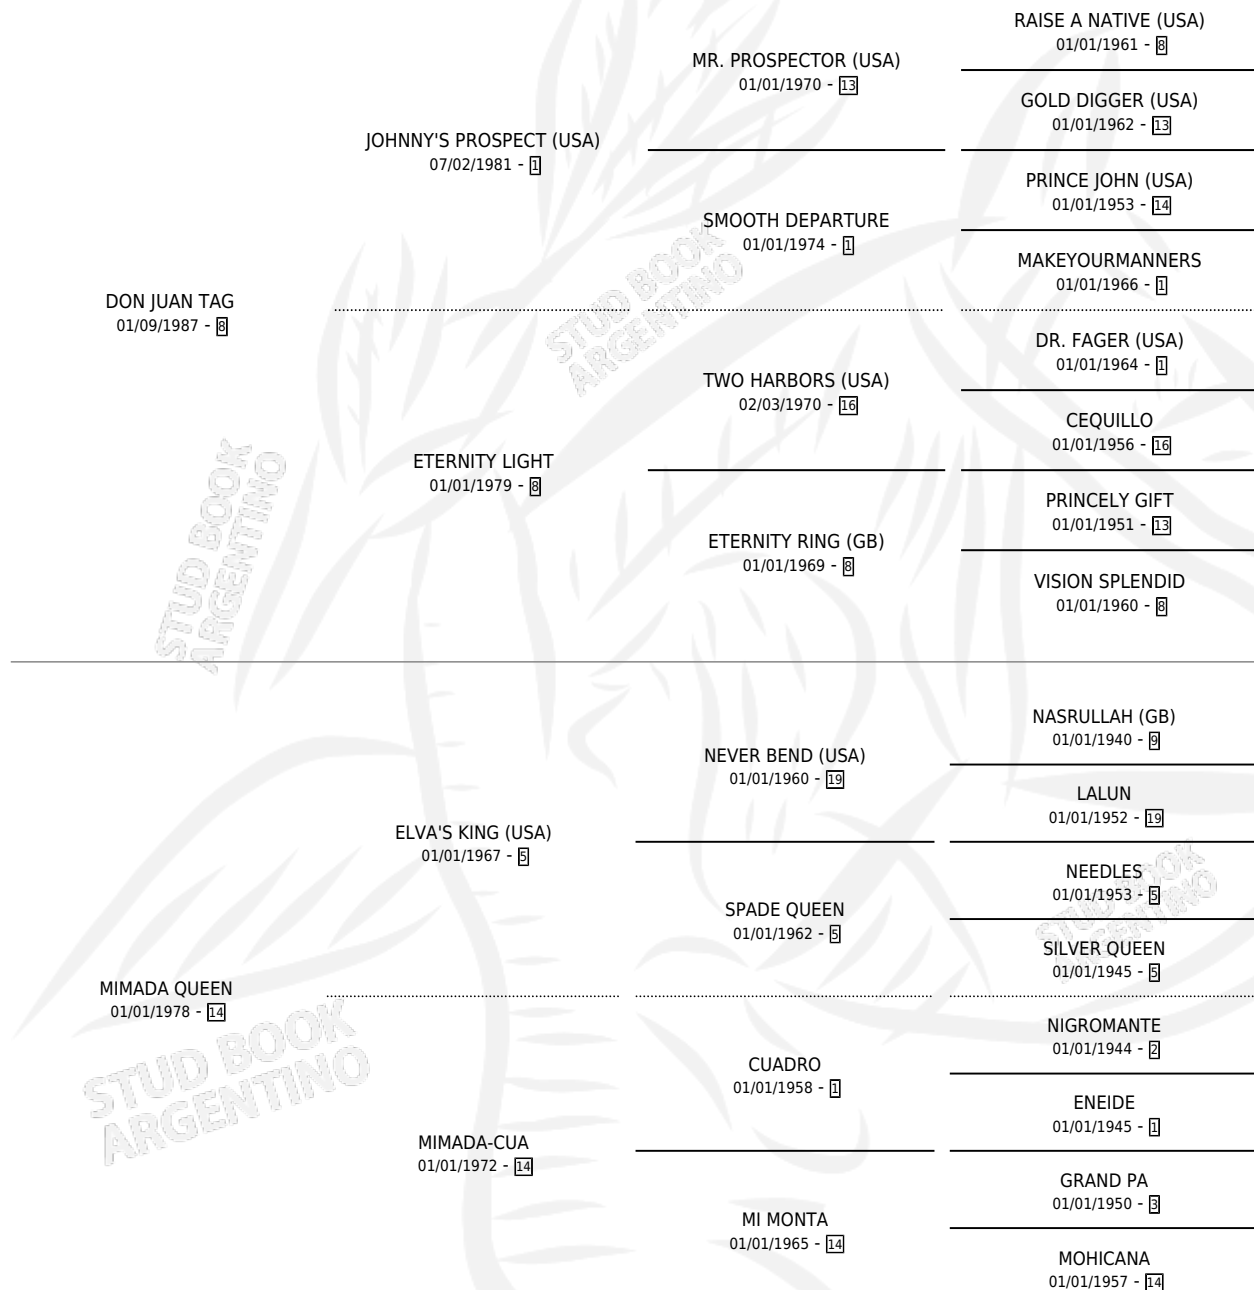 RAISE A NATIVE (USA)
01/01/1961 - 8
MR. PROSPECTOR (USA)
01/01/1970 - 13
GOLD DIGGER (USA)
01/01/1962 - 13
JOHNNY'S PROSPECT (USA)
07/02/1981 - 1
PRINCE JOHN (USA)
01/01/1953 - 14
SMOOTH DEPARTURE
01/01/1974 - 1
MAKEYOURMANNERS
01/01/1966 - 1
DON JUAN TAG
01/09/1987 - 8
DR. FAGER (USA)
01/01/1964 - 1
TWO HARBORS (USA)
02/03/1970 - 16
CEQUILLO
01/01/1956 - 16
ETERNITY LIGHT
01/01/1979 - 8
PRINCELY GIFT
01/01/1951 - 13
ETERNITY RING (GB)
01/01/1969 - 8
VISION SPLENDID
01/01/1960 - 8
STUD BOOK
ARGENTINO
STUD BOOK
ARGENTINO
NASRULLAH (GB)
01/01/1940 - 9
NEVER BEND (USA)
01/01/1960 - 19
LALUN
01/01/1952 - 19
ELVA'S KING (USA)
01/01/1967 - 5
NEEDLES
01/01/1953 - 5
SPADE QUEEN
01/01/1962 - 5
SILVER QUEEN
01/01/1945 - 5
MIMADA QUEEN
01/01/1978 - 14
NIGROMANTE
01/01/1944 - 2
CUADRO
01/01/1958 - 1
ENEIDE
01/01/1945 - 1
MIMADA-CUA
01/01/1972 - 14
GRAND PA
01/01/1950 - 3
MI MONTA
01/01/1965 - 14
MOHICANA
01/01/1957 - 14
STUD BOOK
ARGENTINO
STUD BOOK
ARGENTINO